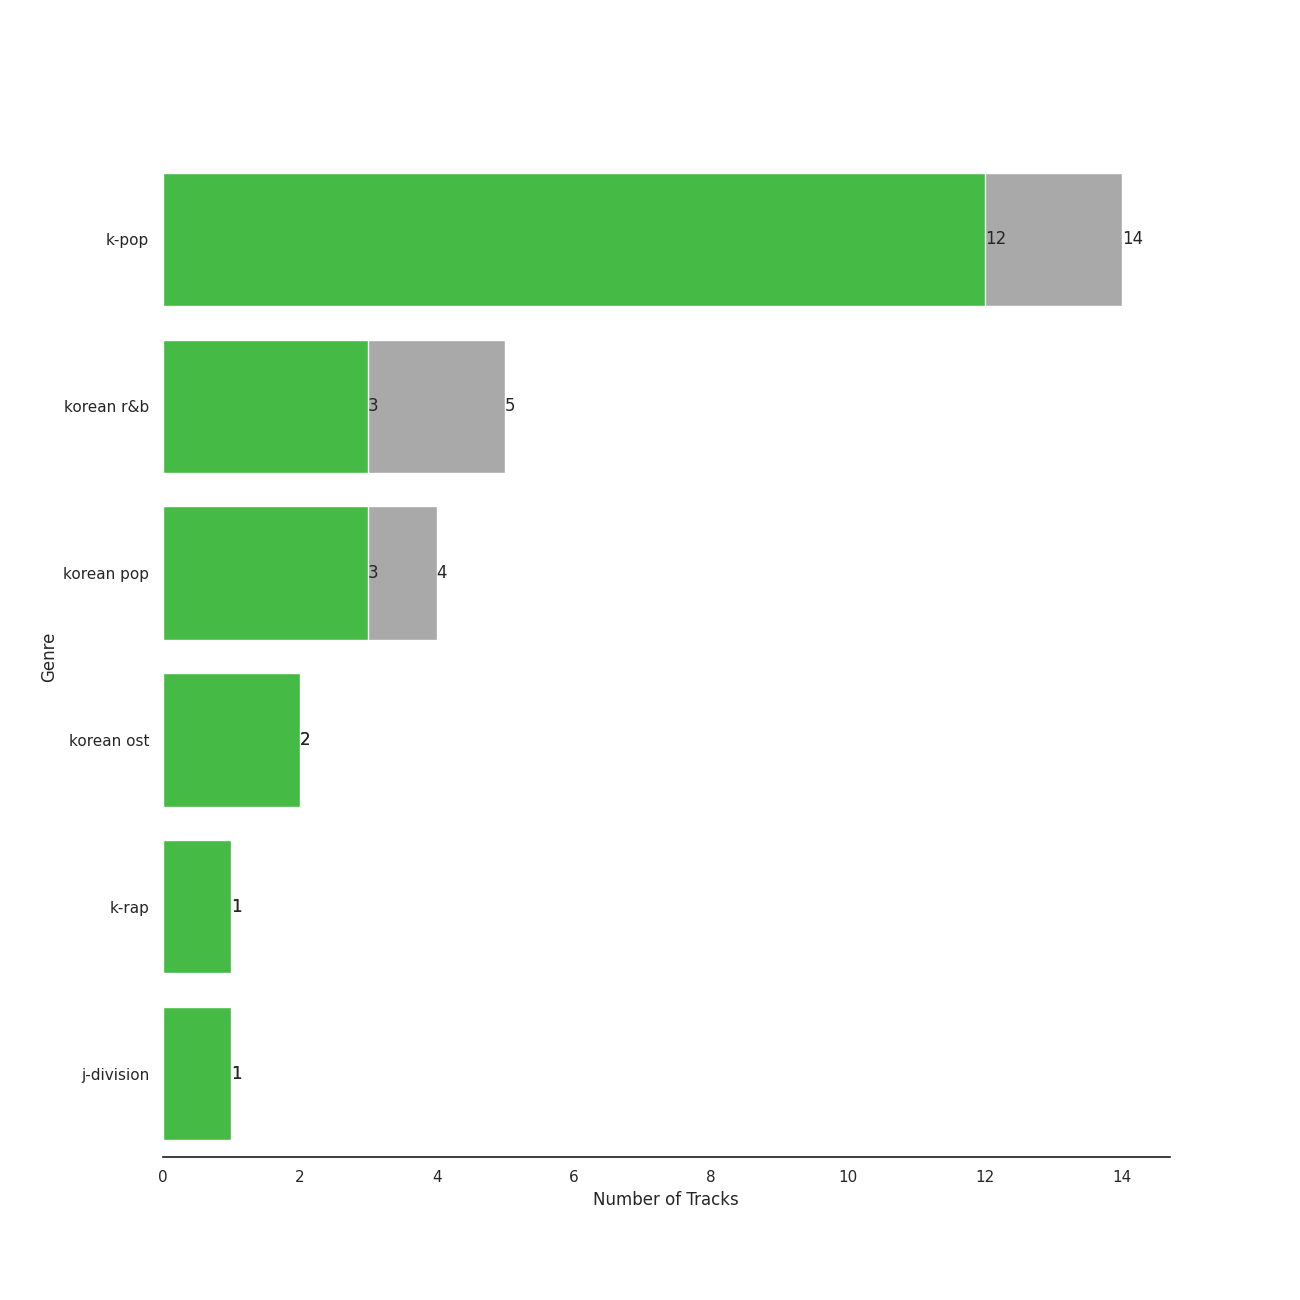 k-pop
12
14
korean r&b
3
5
korean pop
3
4
Genre
korean ost
2
k-rap
1
j-division
1
0 2 4 6 8 10 12 14
Number of Tracks